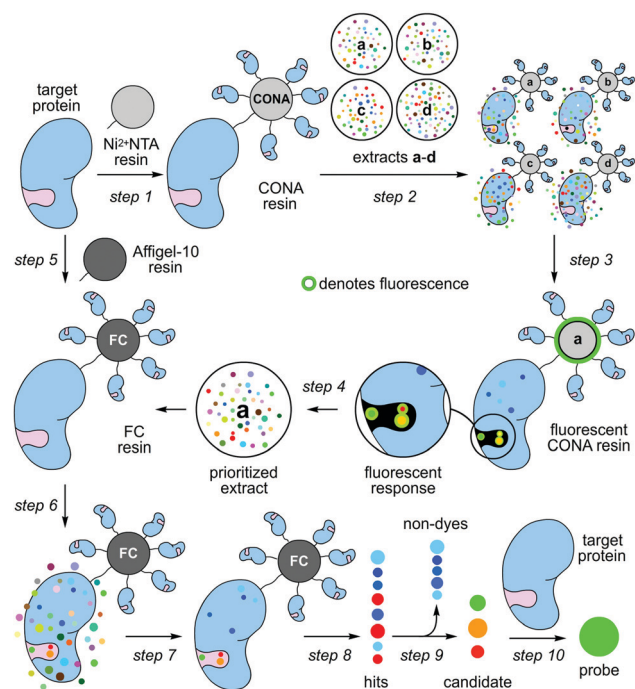 target
protein
Ni²⁺NTA
resin
step 1
CONA
CONA
resin
a
b
c
d
extracts a-d
step 2
a
b
c
d
step 5
Affigel-10
resin
step 3
denotes fluorescence
FC
FC
resin
a
prioritized
extract
step 4
fluorescent
response
a
fluorescent
CONA resin
step 6
FC
step 7
FC
step 8
hits
non-dyes
step 9
candidate
target
protein
step 10
probe